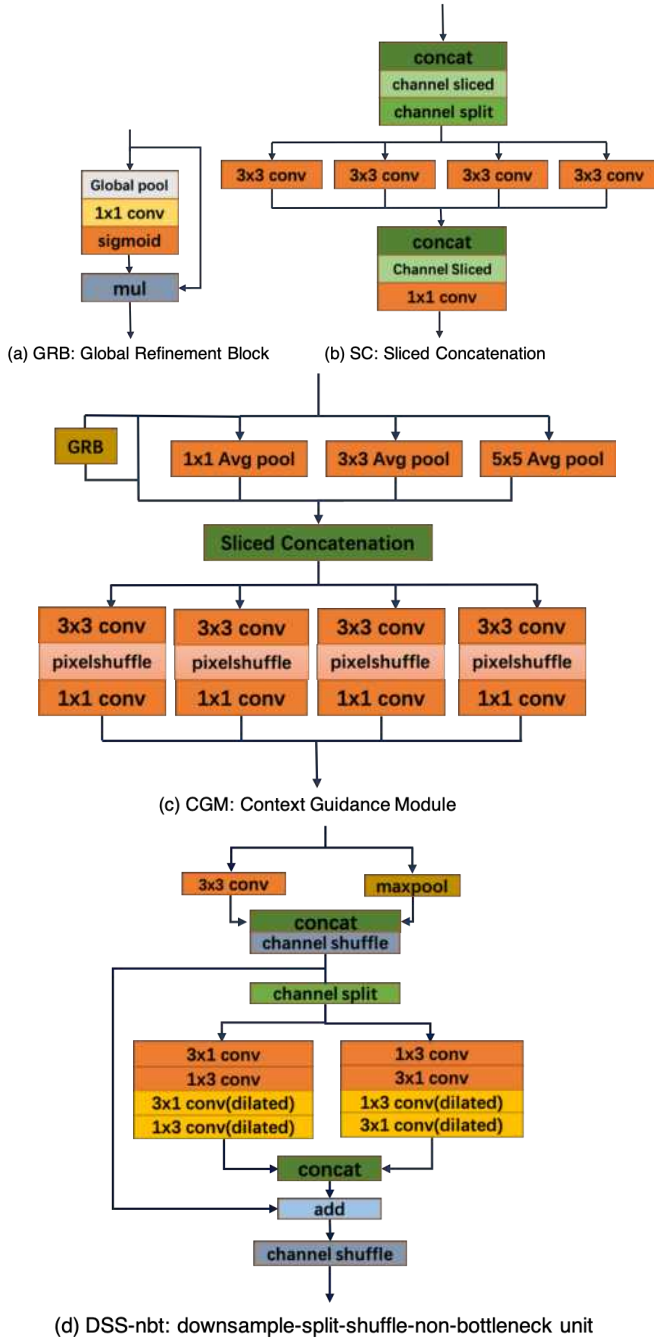 concat
channel sliced
channel split
3x3 conv 3x3 conv 3x3 conv 3x3 conv
concat
Channel Sliced
1x1 conv
Global pool
1x1 conv
sigmoid
mul
(a) GRB: Global Refinement Block
(b) SC: Sliced Concatenation
GRB
1x1 Avg pool 3x3 Avg pool 5x5 Avg pool
Sliced Concatenation
3x3 conv 3x3 conv 3x3 conv 3x3 conv
pixelshuffle pixelshuffle pixelshuffle pixelshuffle
1x1 conv 1x1 conv 1x1 conv 1x1 conv
(c) CGM: Context Guidance Module
3x3 conv maxpool
concat
channel shuffle
channel split
3x1 conv 1x3 conv
1x3 conv 3x1 conv
3x1 conv(dilated) 1x3 conv(dilated)
1x3 conv(dilated) 3x1 conv(dilated)
concat
add
channel shuffle
(d) DSS-nbt: downsample-split-shuffle-non-bottleneck unit